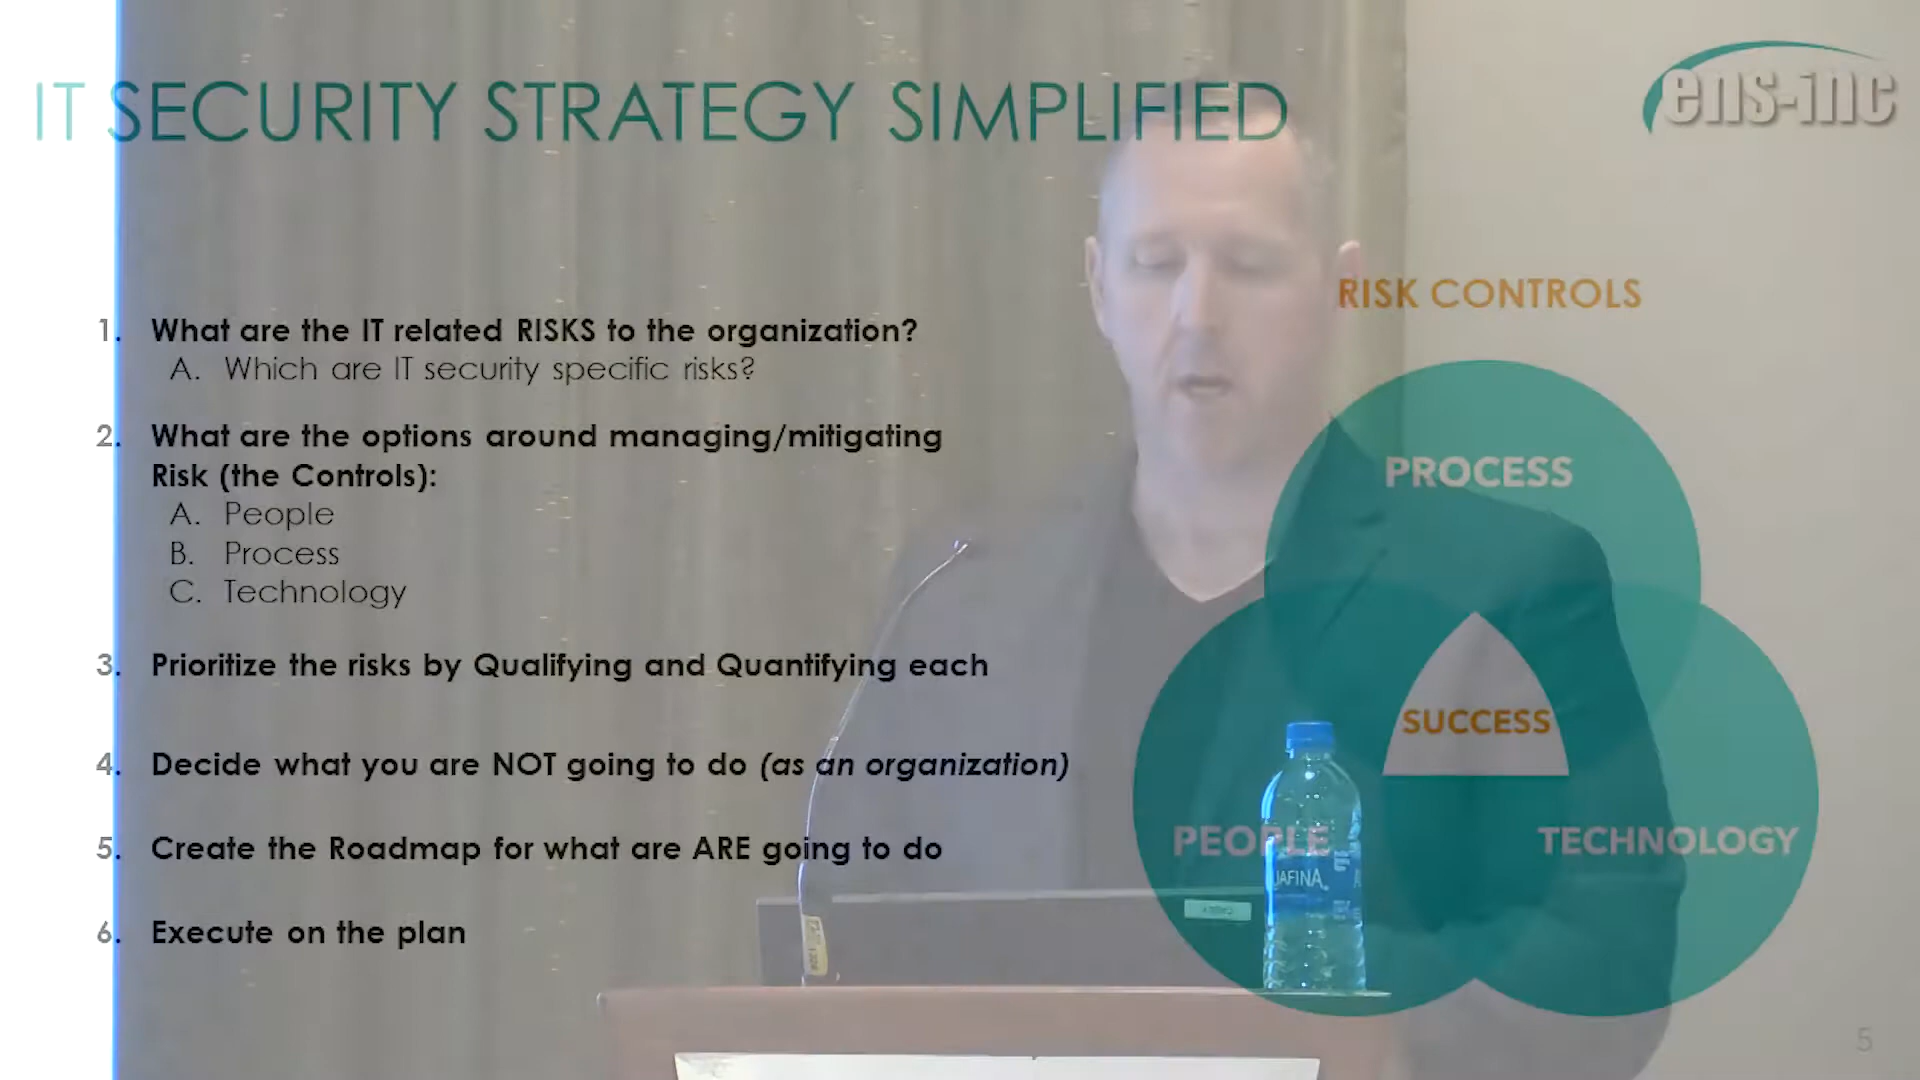 IT SECURITY STRATEGY SIMPLIFIED
ens-inc
1. What are the IT related RISKS to the organization?
A. Which are IT security specific risks?
2. What are the options around managing/mitigating
Risk (the Controls):
A. People
B. Process
C. Technology
3. Prioritize the risks by Qualifying and Quantifying each
4. Decide what you are NOT going to do (as an organization)
5. Create the Roadmap for what are ARE going to do
6. Execute on the plan
RISK CONTROLS
PROCESS
SUCCESS
PEOPLE
TECHNOLOGY
UAFINA
5